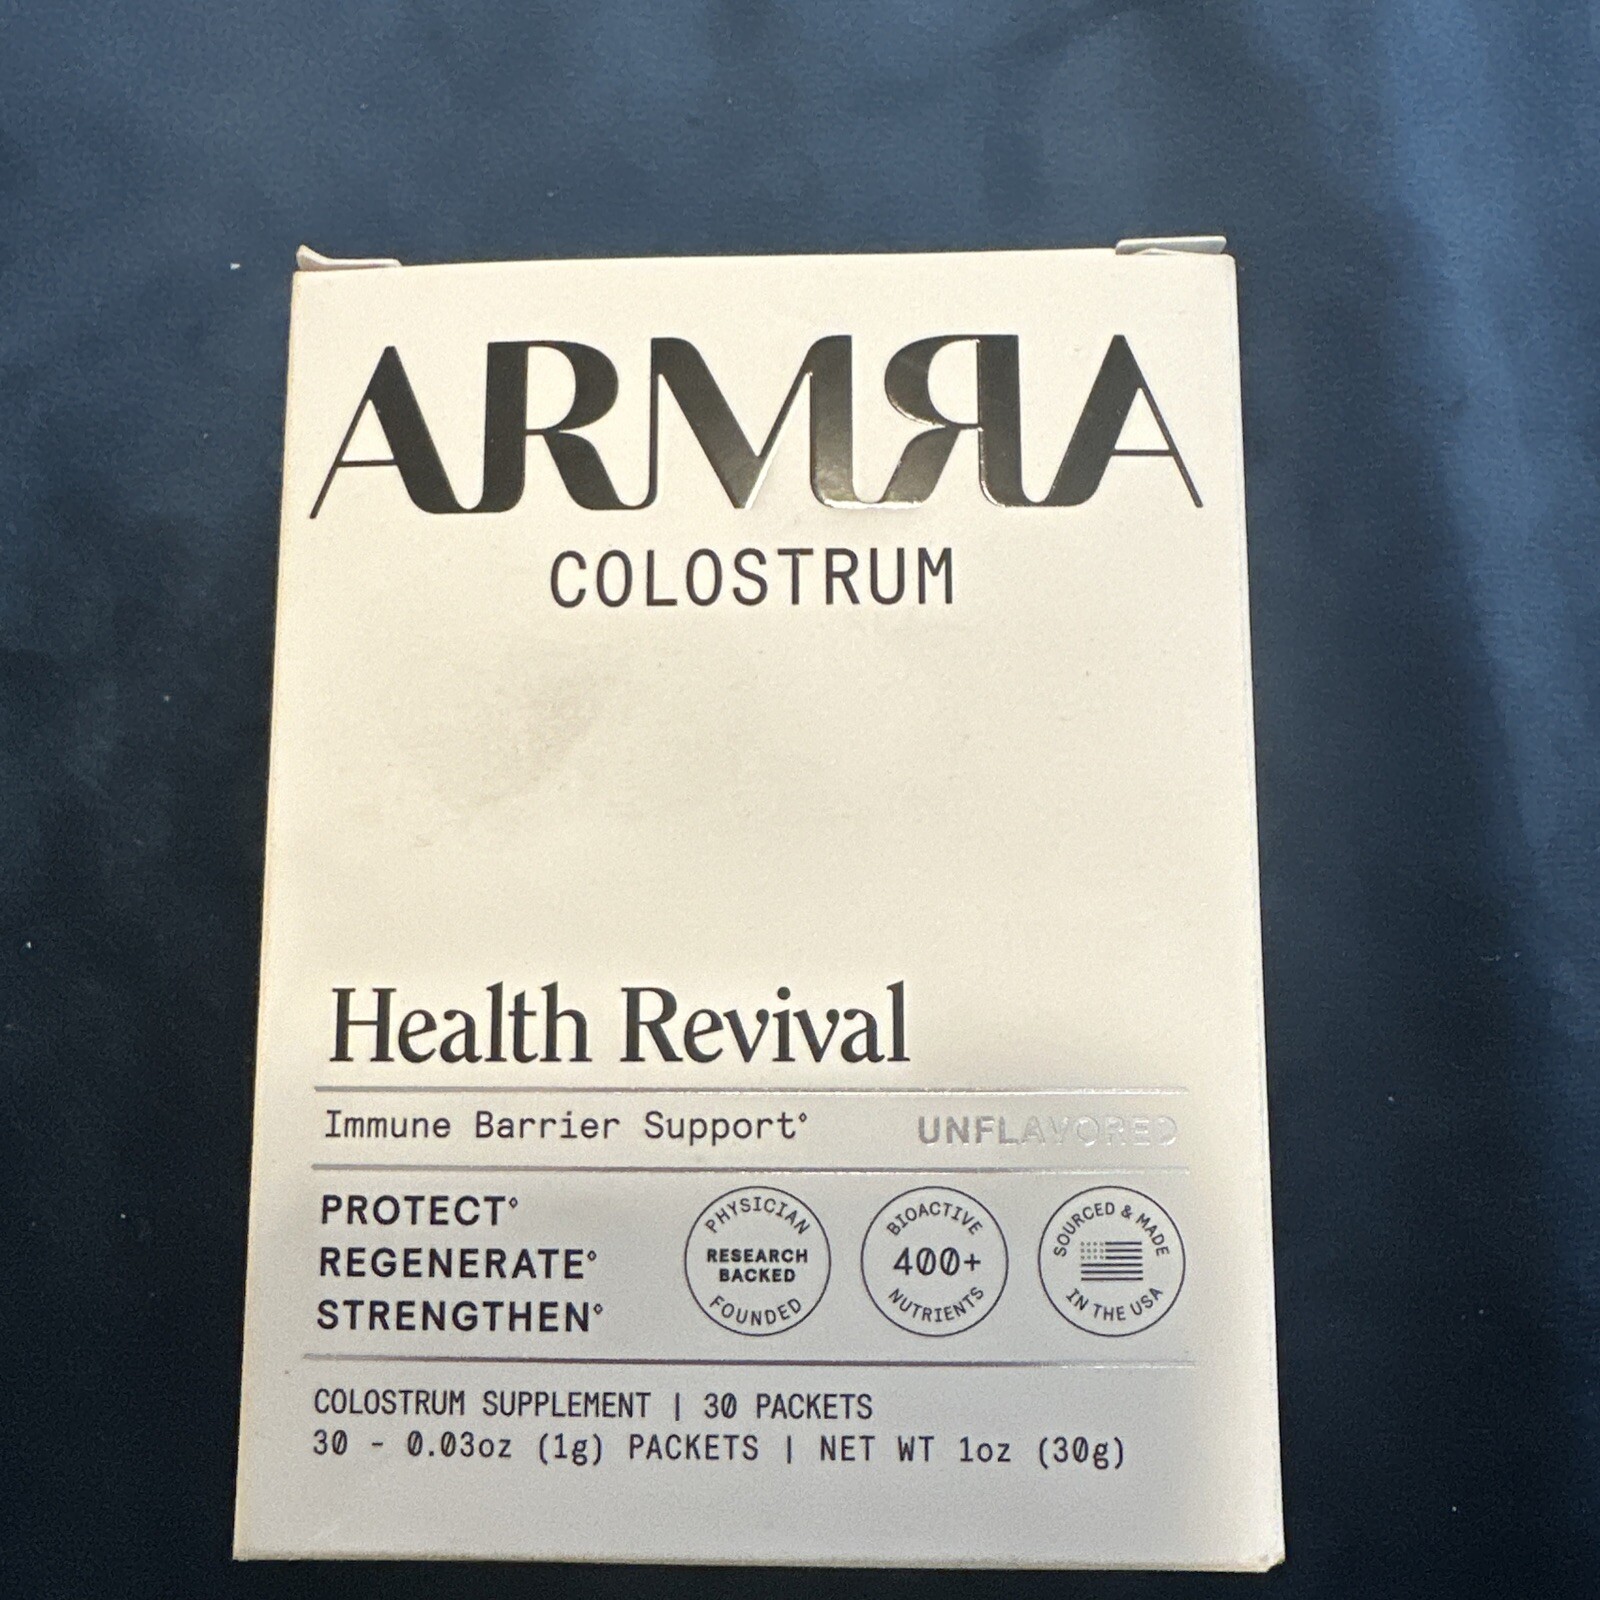 ARMRA
COLOSTRUM
Health Revival
Immune Barrier Support°
UNFLAVORED
PROTECT°
REGENERATE°
STRENGTHEN°
PHYSICIAN
RESEARCH
BACKED
FOUNDED
BIOACTIVE
400+
NUTRIENTS
SOURCED & MADE
IN THE USA
COLOSTRUM SUPPLEMENT | 30 PACKETS
30 - 0.03oz (1g) PACKETS | NET WT 1oz (30g)